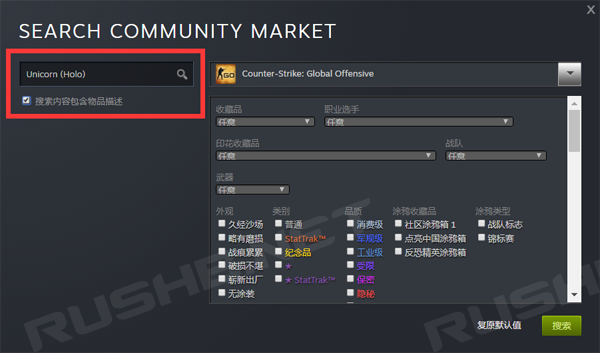 X
SEARCH COMMUNITY MARKET
Unicorn (Holo)
搜索内容包含物品描述
GO
Counter-Strike: Global Offensive
收藏品
职业选手
任意
任意
印花收藏品
战队
任意
任意
武器
任意
外观
类别
品质
涂鸦收藏品
涂鸦类型
久经沙场
普通
消费级
社区涂鸦箱 1
战队标志
略有磨损
StatTrak™
军规级
点亮中国涂鸦箱
锦标赛
战痕累累
纪念品
工业级
反恐精英涂鸦箱
破损不堪
★
受限
崭新出厂
★ StatTrak™
保密
无涂装
隐秘
复原默认值
搜索